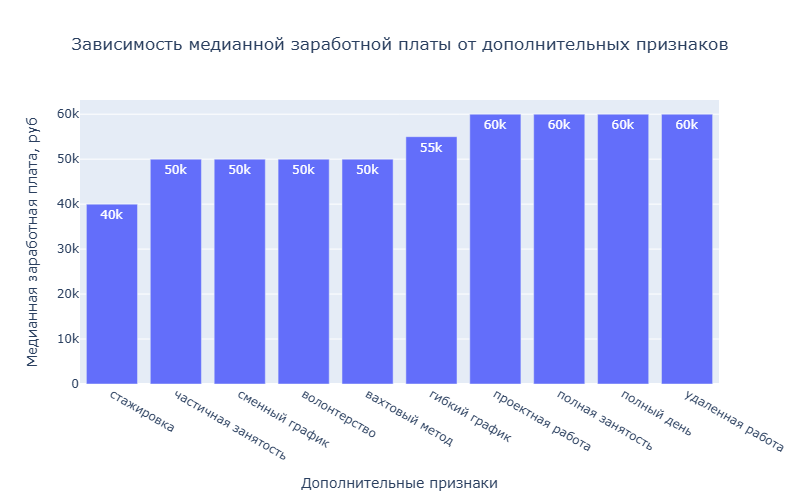 Зависимость медианной заработной платы от дополнительных признаков
Медианная заработная плата, руб
60k
50k
40k
30k
20k
10k
0
40k
50k
50k
50k
50k
55k
60k
60k
60k
60k
стажировка
частичная занятость
сменный график
волонтерство
вахтовый метод
гибкий график
проектная работа
полная занятость
полный день
удаленная работа
Дополнительные признаки